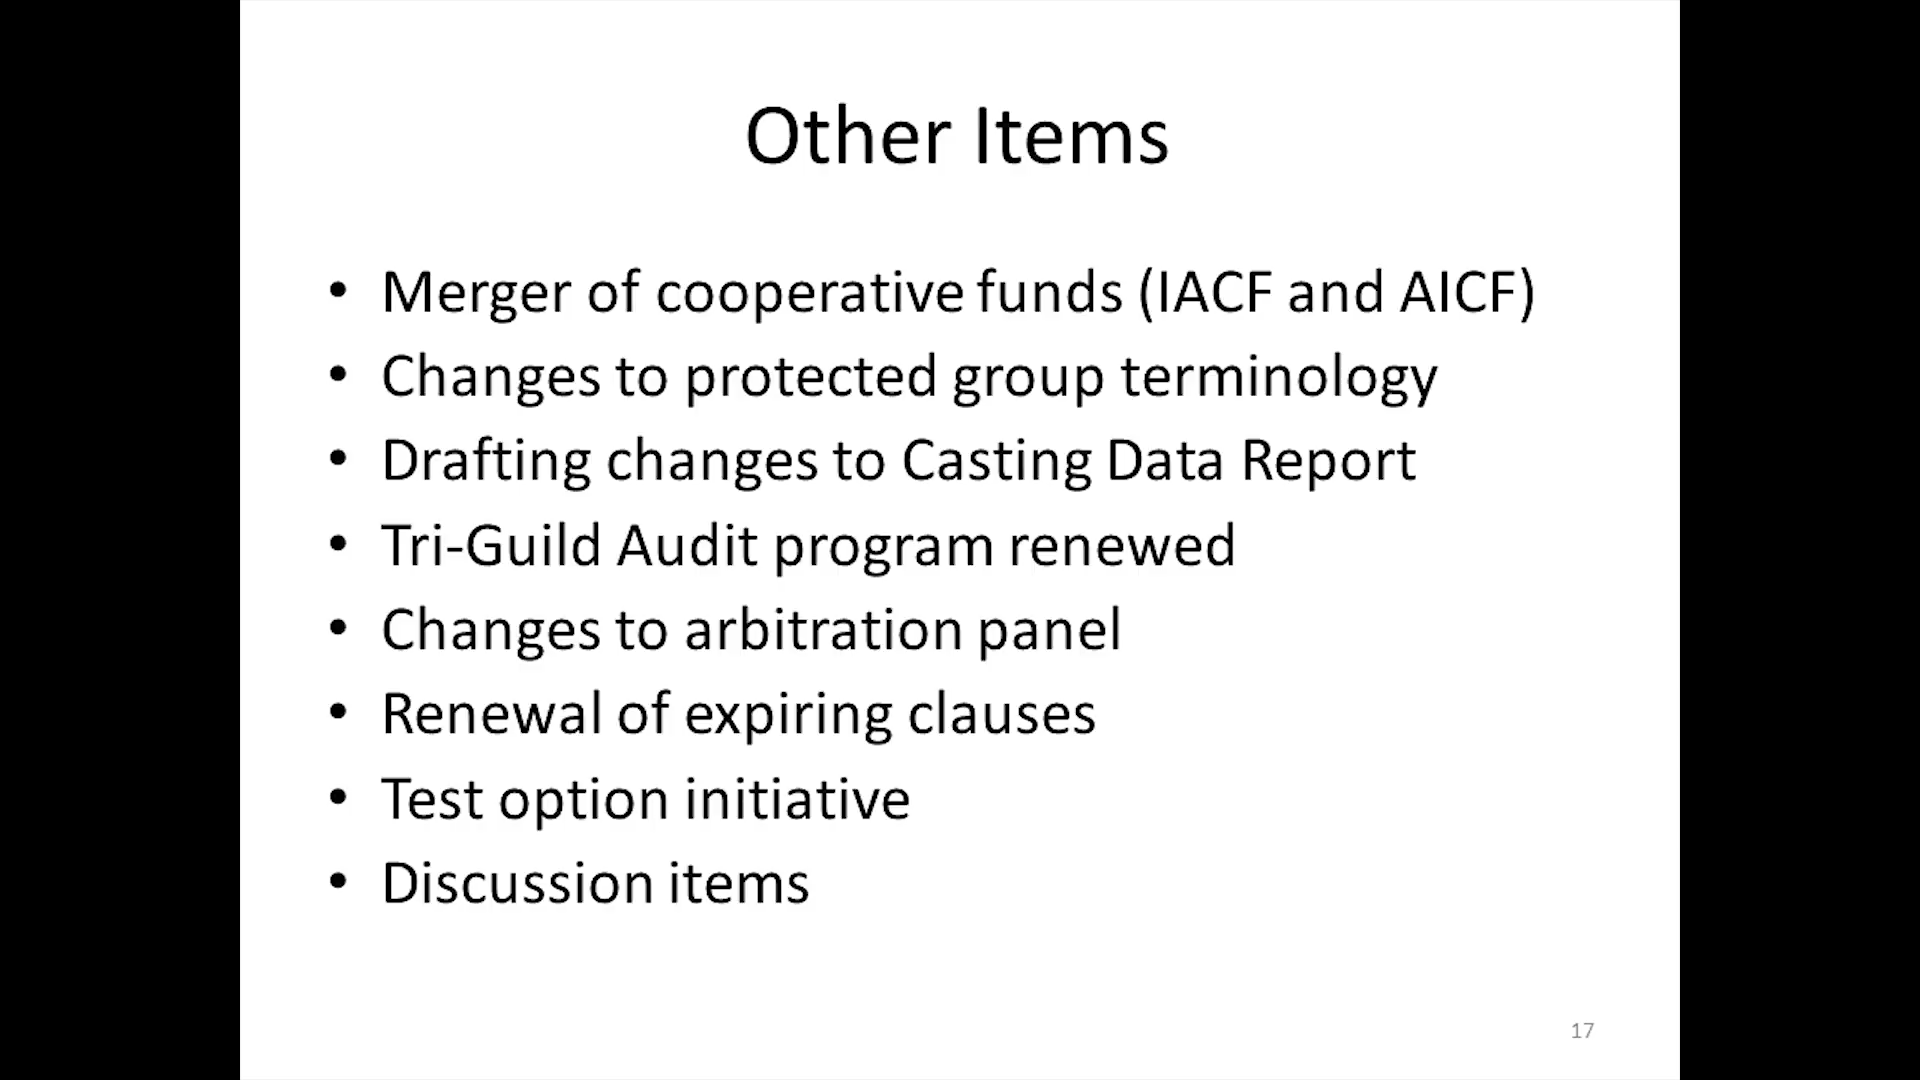 Other Items
• Merger of cooperative funds (IACF and AICF)
• Changes to protected group terminology
• Drafting changes to Casting Data Report
• Tri-Guild Audit program renewed
• Changes to arbitration panel
• Renewal of expiring clauses
• Test option initiative
• Discussion items
17